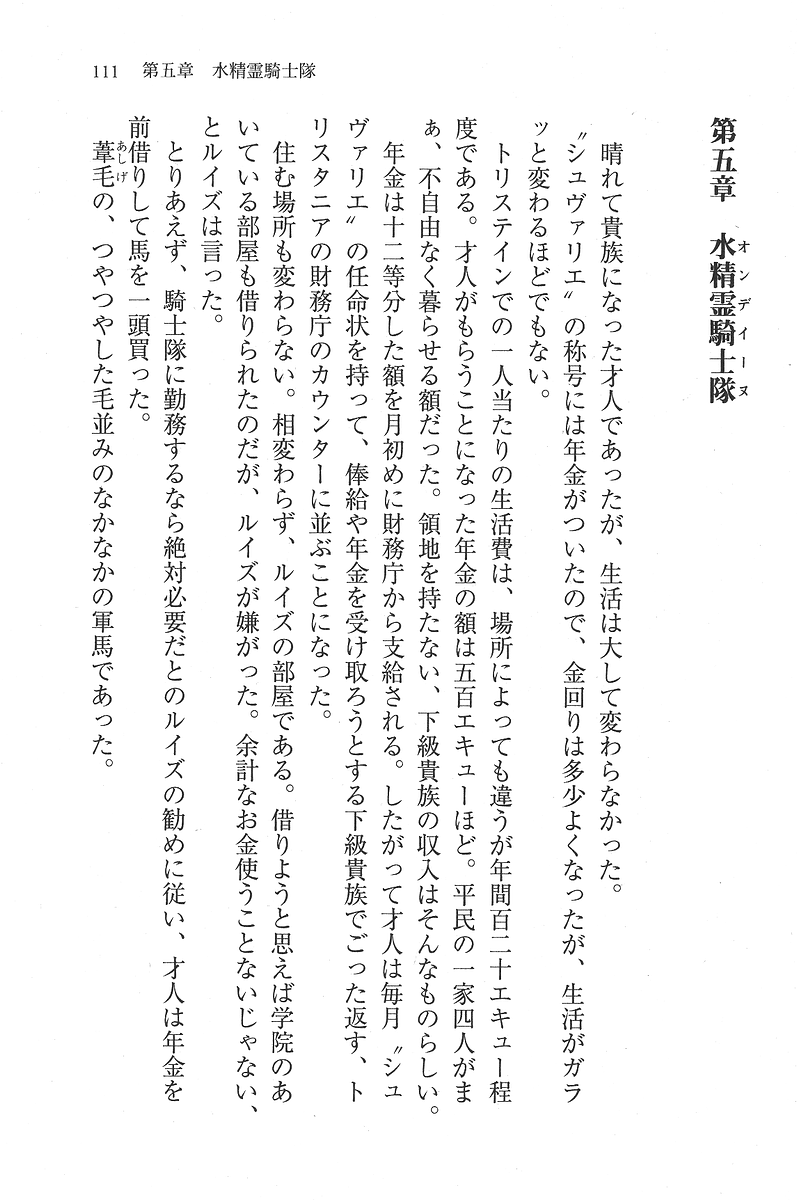 111　第五章　水精霊騎士隊
第五章　水精霊騎士隊
オンディーヌ
晴れて貴族になった才人であったが、生活は大して変わらなかった。
〝シュヴァリエ〟の称号には年金がついたので、金回りは多少よくなったが、生活がガラ
ッと変わるほどでもない。
トリステインでの一人当たりの生活費は、場所によっても違うが年間百二十エキュー程
度である。才人がもらうことになった年金の額は五百エキューほど。平民の一家四人がま
ぁ、不自由なく暮らせる額だった。領地を持たない、下級貴族の収入はそんなものらしい。
年金は十二等分した額を月初めに財務庁から支給される。したがって才人は毎月〝シュ
ヴァリエ〟の任命状を持って、俸給や年金を受け取ろうとする下級貴族でごった返す、ト
リスタニアの財務庁のカウンターに並ぶことになった。
住む場所も変わらない。相変わらず、ルイズの部屋である。借りようと思えば学院のあ
いている部屋も借りられたのだが、ルイズが嫌がった。余計なお金使うことないじゃない、
とルイズは言った。
とりあえず、騎士隊に勤務するなら絶対必要だとのルイズの勧めに従い、才人は年金を
前借りして馬を一頭買った。
葦毛の、つやつやした毛並みのなかなかの軍馬であった。
あしげ